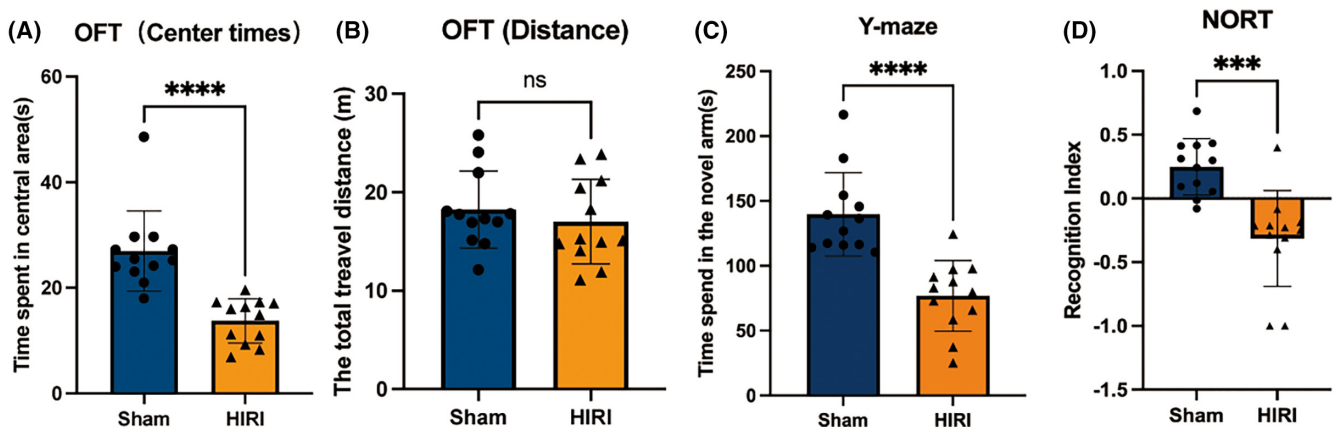 (A) OFT （Center times）
Time spent in central area(s)
60
40
20
0
****
Sham
HIRI
(B) OFT (Distance)
The total treavel distance (m)
30
20
10
0
ns
Sham
HIRI
(C) Y-maze
Time spend in the novel arm(s)
250
200
150
100
50
0
****
Sham
HIRI
(D) NORT
Recognition Index
1.0
0.5
0.0
-0.5
-1.0
-1.5
***
Sham
HIRI